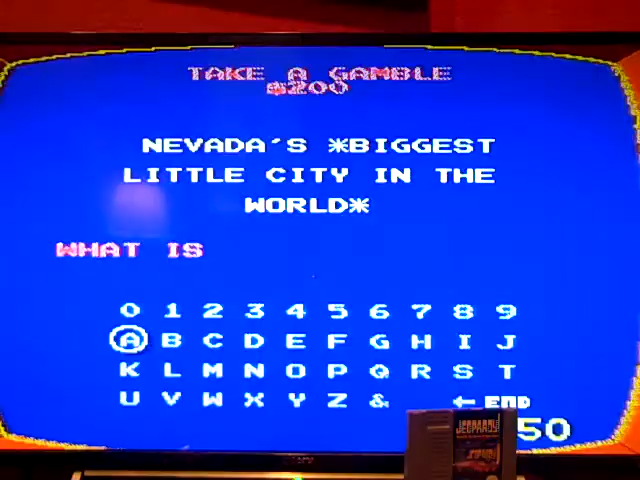 TAKE A GAMBLE
$200
NEVADA'S *BIGGEST
LITTLE CITY IN THE
WORLD*
WHAT IS
0 1 2 3 4 5 6 7 8 9
A B C D E F G H I J
K L M N O P Q R S T
U V W X Y Z & ← END
50
JEOPARDY!